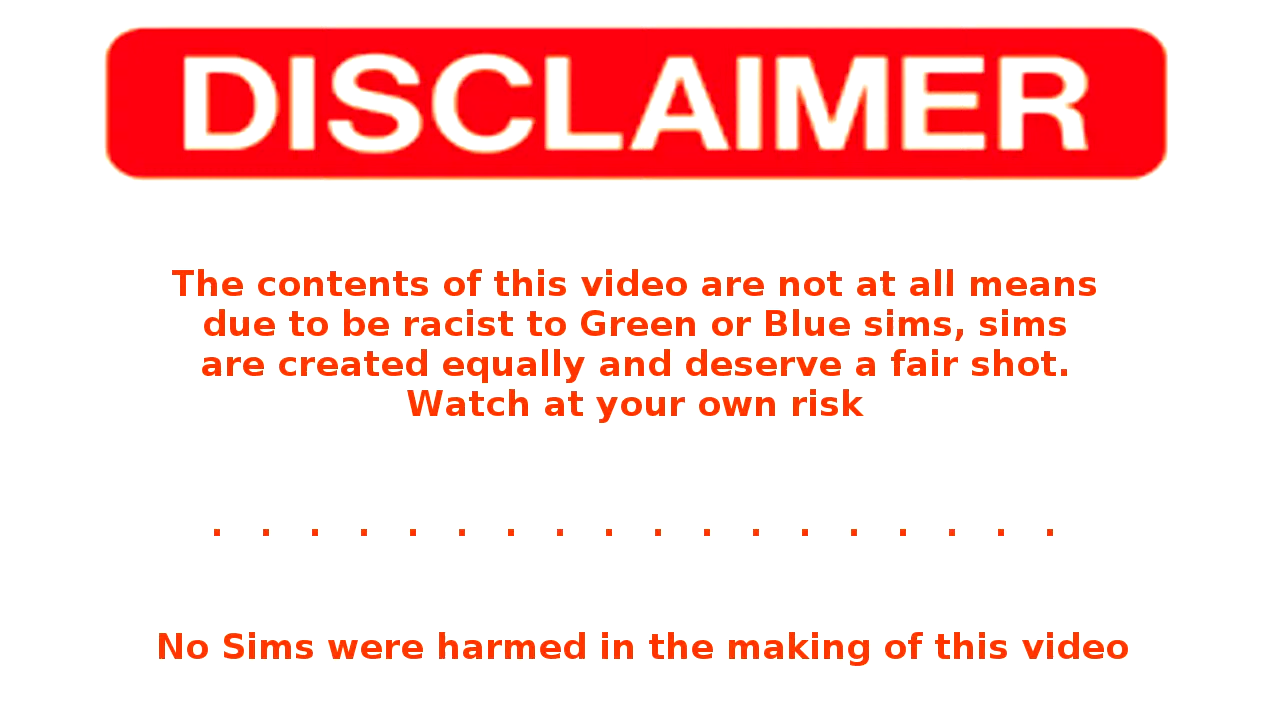 DISCLAIMER
The contents of this video are not at all means
due to be racist to Green or Blue sims, sims
are created equally and deserve a fair shot.
Watch at your own risk
. . . . . . . . . . . . . . . . . .
No Sims were harmed in the making of this video